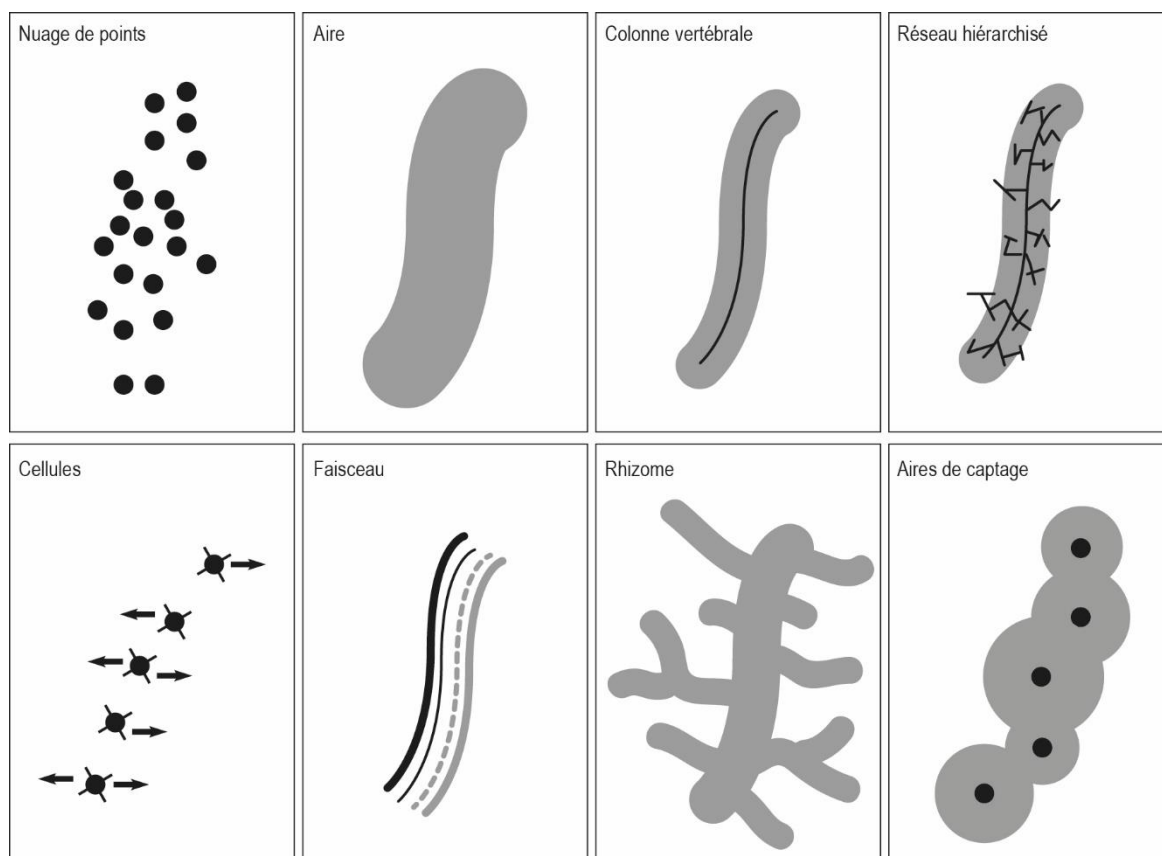 Nuage de points
Aire
Colonne vertébrale
Réseau hiérarchisé
Cellules
Faisceau
Rhizome
Aires de captage